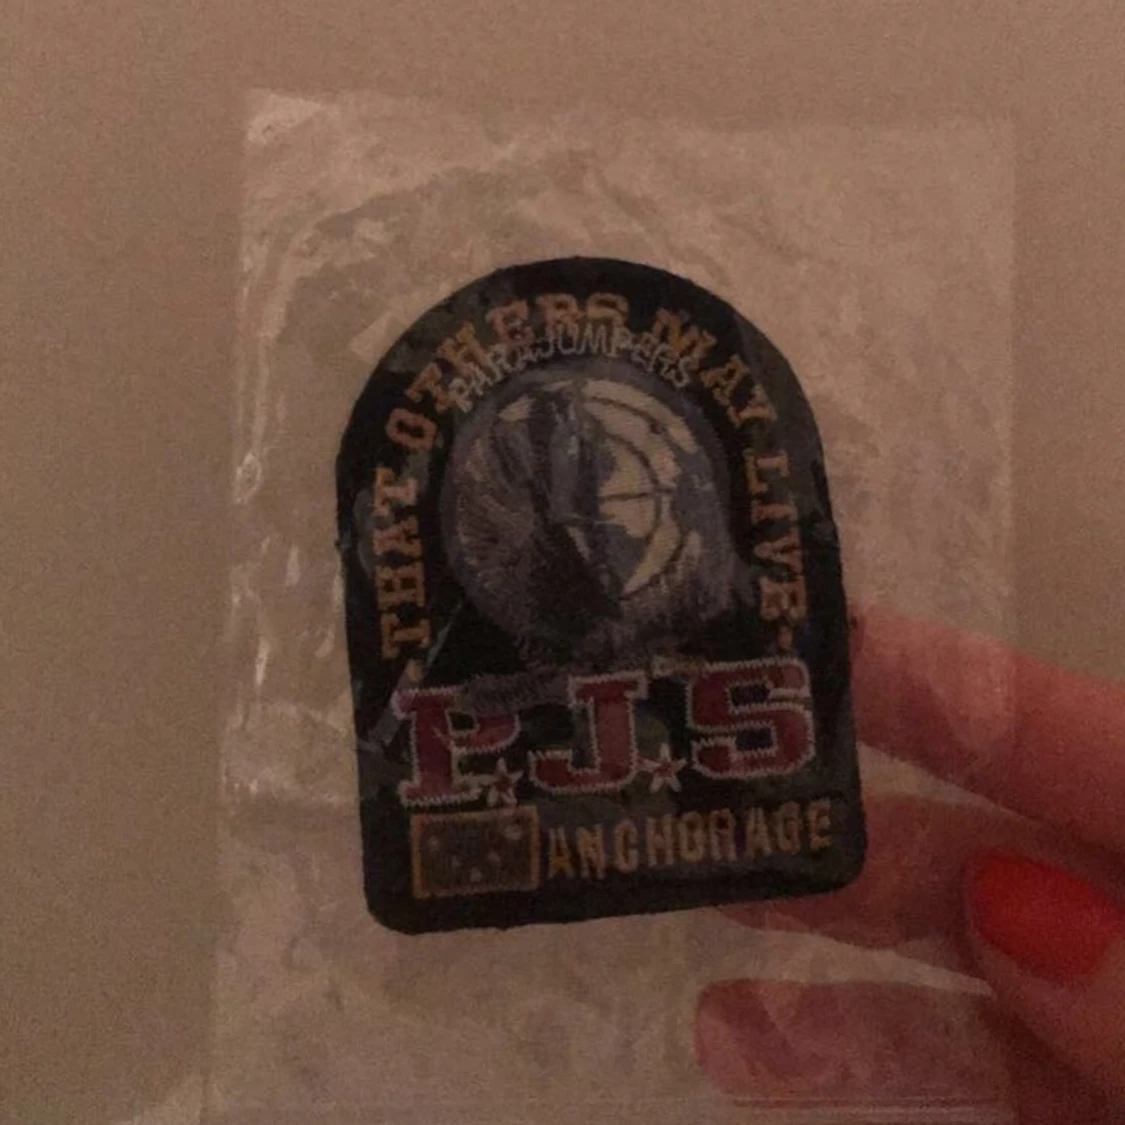 -THAT OTHERS MAY LIVE-
PARAJUMPERS
P.J.S
ANCHORAGE